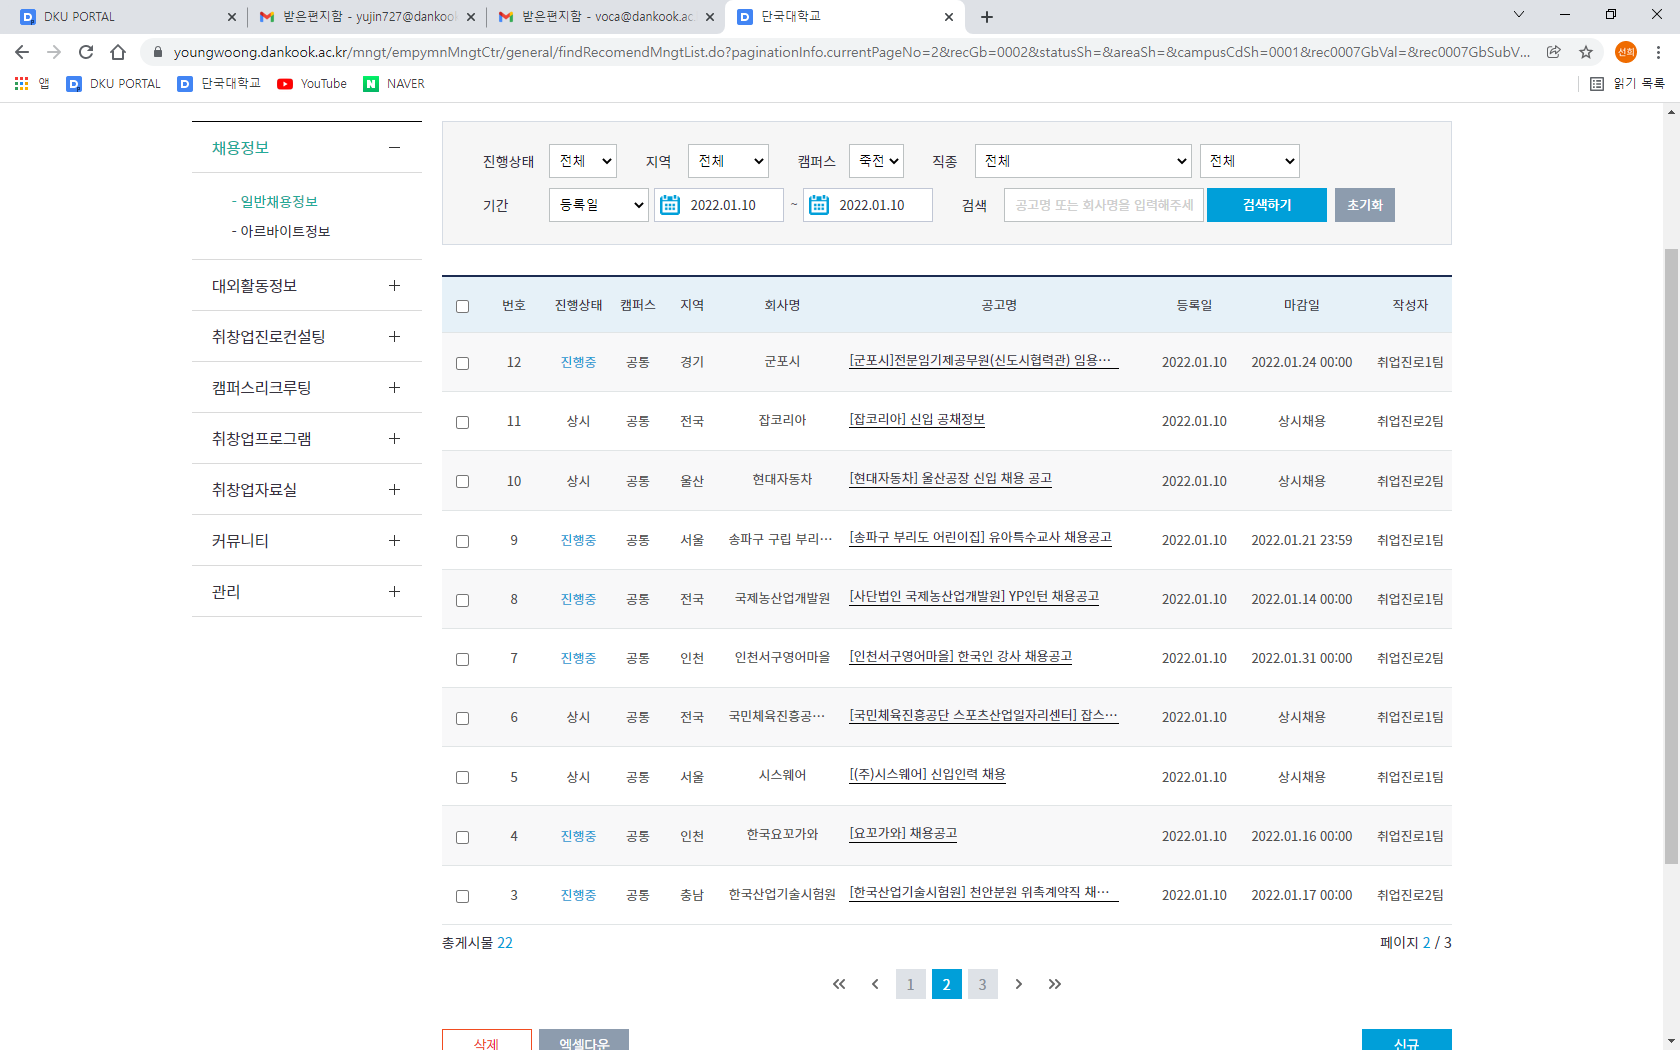 DKU PORTAL
받은편지함 - yujin727@dankook
받은편지함 - voca@dankook.ac.
단국대학교
youngwoong.dankook.ac.kr/mngt/empymnMngtCtr/general/findRecomendMngtList.do?paginationInfo.currentPageNo=2&recGb=0002&statusSh=&areaSh=&campusCdSh=0001&rec0007GbVal=&rec0007GbSubV...
선희
앱 DKU PORTAL 단국대학교 YouTube NAVER 읽기 목록
채용정보
- 일반채용정보
- 아르바이트정보
대외활동정보
취창업진로컨설팅
캠퍼스리크루팅
취창업프로그램
취창업자료실
커뮤니티
관리
진행상태 전체 지역 전체 캠퍼스 죽전 직종 전체 전체
기간 등록일 2022.01.10 ~ 2022.01.10 검색 공고명 또는 회사명을 입력해주세 검색하기 초기화
번호 진행상태 캠퍼스 지역 회사명 공고명 등록일 마감일 작성자
12 진행중 공통 경기 군포시 [군포시]전문임기제공무원(신도시협력관) 임용… 2022.01.10 2022.01.24 00:00 취업진로1팀
11 상시 공통 전국 잡코리아 [잡코리아] 신입 공채정보 2022.01.10 상시채용 취업진로2팀
10 상시 공통 울산 현대자동차 [현대자동차] 울산공장 신입 채용 공고 2022.01.10 상시채용 취업진로2팀
9 진행중 공통 서울 송파구 구립 부리… [송파구 부리도 어린이집] 유아특수교사 채용공고 2022.01.10 2022.01.21 23:59 취업진로1팀
8 진행중 공통 전국 국제농산업개발원 [사단법인 국제농산업개발원] YP인턴 채용공고 2022.01.10 2022.01.14 00:00 취업진로1팀
7 진행중 공통 인천 인천서구영어마을 [인천서구영어마을] 한국인 강사 채용공고 2022.01.10 2022.01.31 00:00 취업진로2팀
6 상시 공통 전국 국민체육진흥공… [국민체육진흥공단 스포츠산업일자리센터] 잡스… 2022.01.10 상시채용 취업진로1팀
5 상시 공통 서울 시스웨어 [(주)시스웨어] 신입인력 채용 2022.01.10 상시채용 취업진로1팀
4 진행중 공통 인천 한국요꼬가와 [요꼬가와] 채용공고 2022.01.10 2022.01.16 00:00 취업진로1팀
3 진행중 공통 충남 한국산업기술시험원 [한국산업기술시험원] 천안분원 위촉계약직 채… 2022.01.10 2022.01.17 00:00 취업진로2팀
총게시물 22 페이지 2 / 3
1 2 3
삭제 엑셀다운 신규